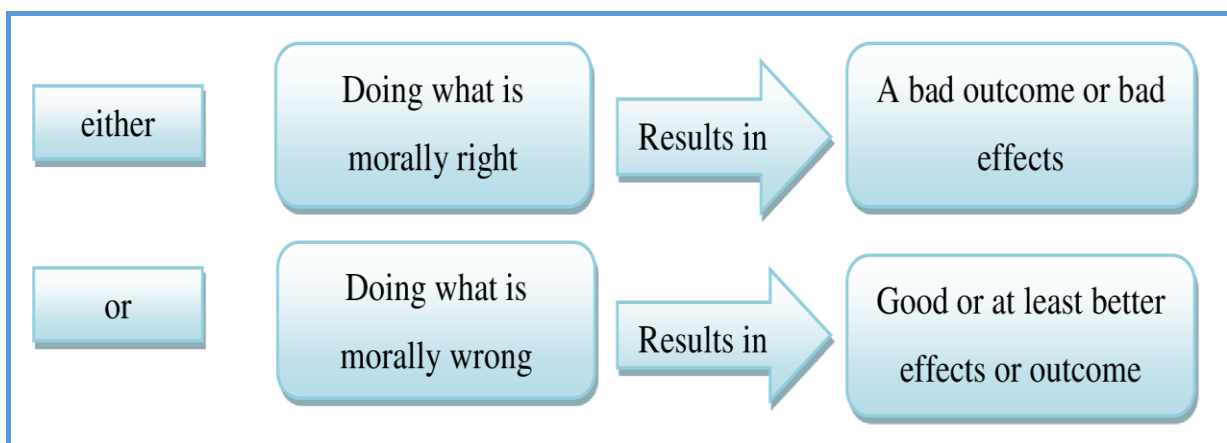 either
Doing what is
morally right
Results in
A bad outcome or bad
effects
or
Doing what is
morally wrong
Results in
Good or at least better
effects or outcome